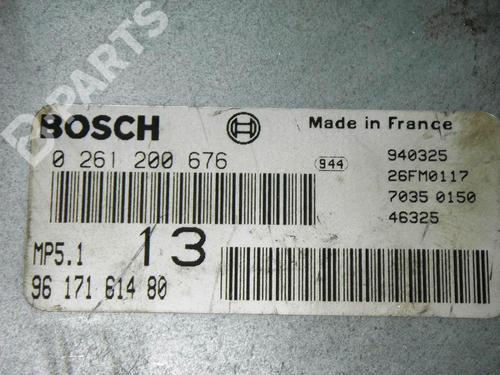 B-PARTS
BOSCH
Made in France
0 261 200 676
944
940325
26FM0117
7035 0150
46325
MP5.1
13
96 171 614 80